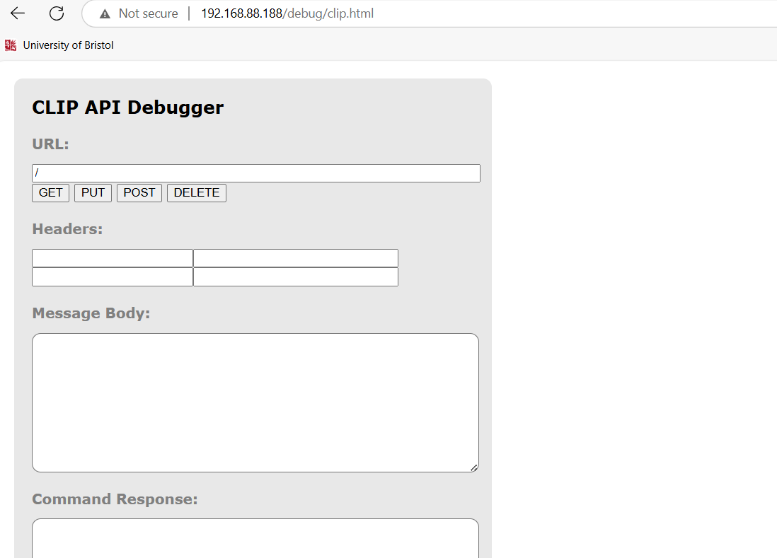 Not secure | 192.168.88.188/debug/clip.html
University of Bristol
CLIP API Debugger
URL:
/
GET PUT POST DELETE
Headers:
Message Body:
Command Response: